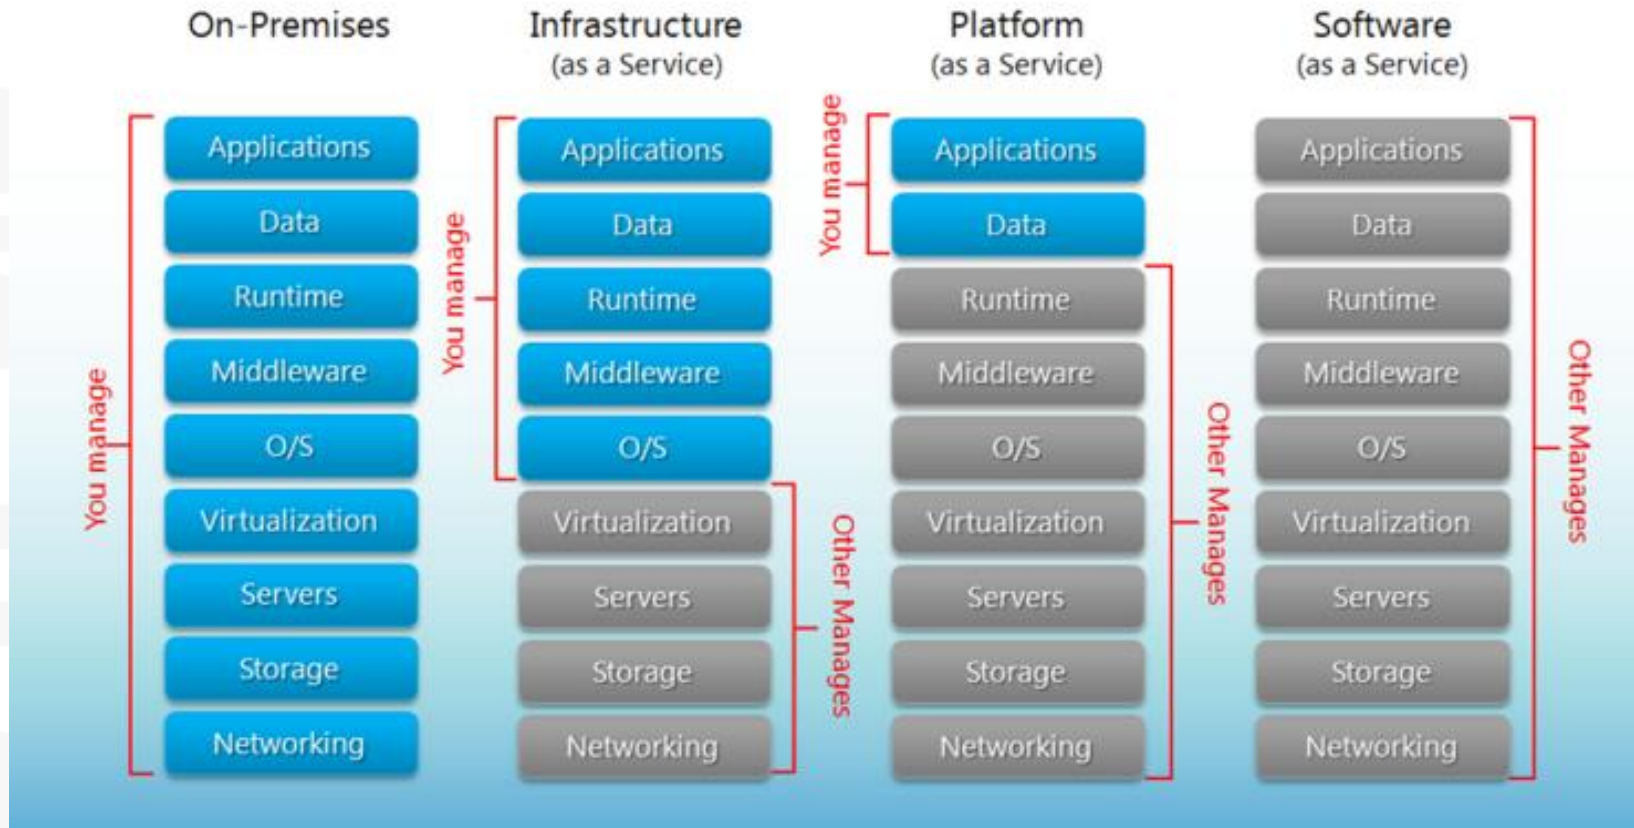 On-Premises
You manage
Applications
Data
Runtime
Middleware
O/S
Virtualization
Servers
Storage
Networking
Infrastructure
(as a Service)
You manage
Applications
Data
Runtime
Middleware
O/S
Virtualization
Servers
Storage
Networking
Other Manages
Platform
(as a Service)
You manage
Applications
Data
Runtime
Middleware
O/S
Virtualization
Servers
Storage
Networking
Other Manages
Software
(as a Service)
Applications
Data
Runtime
Middleware
O/S
Virtualization
Servers
Storage
Networking
Other Manages